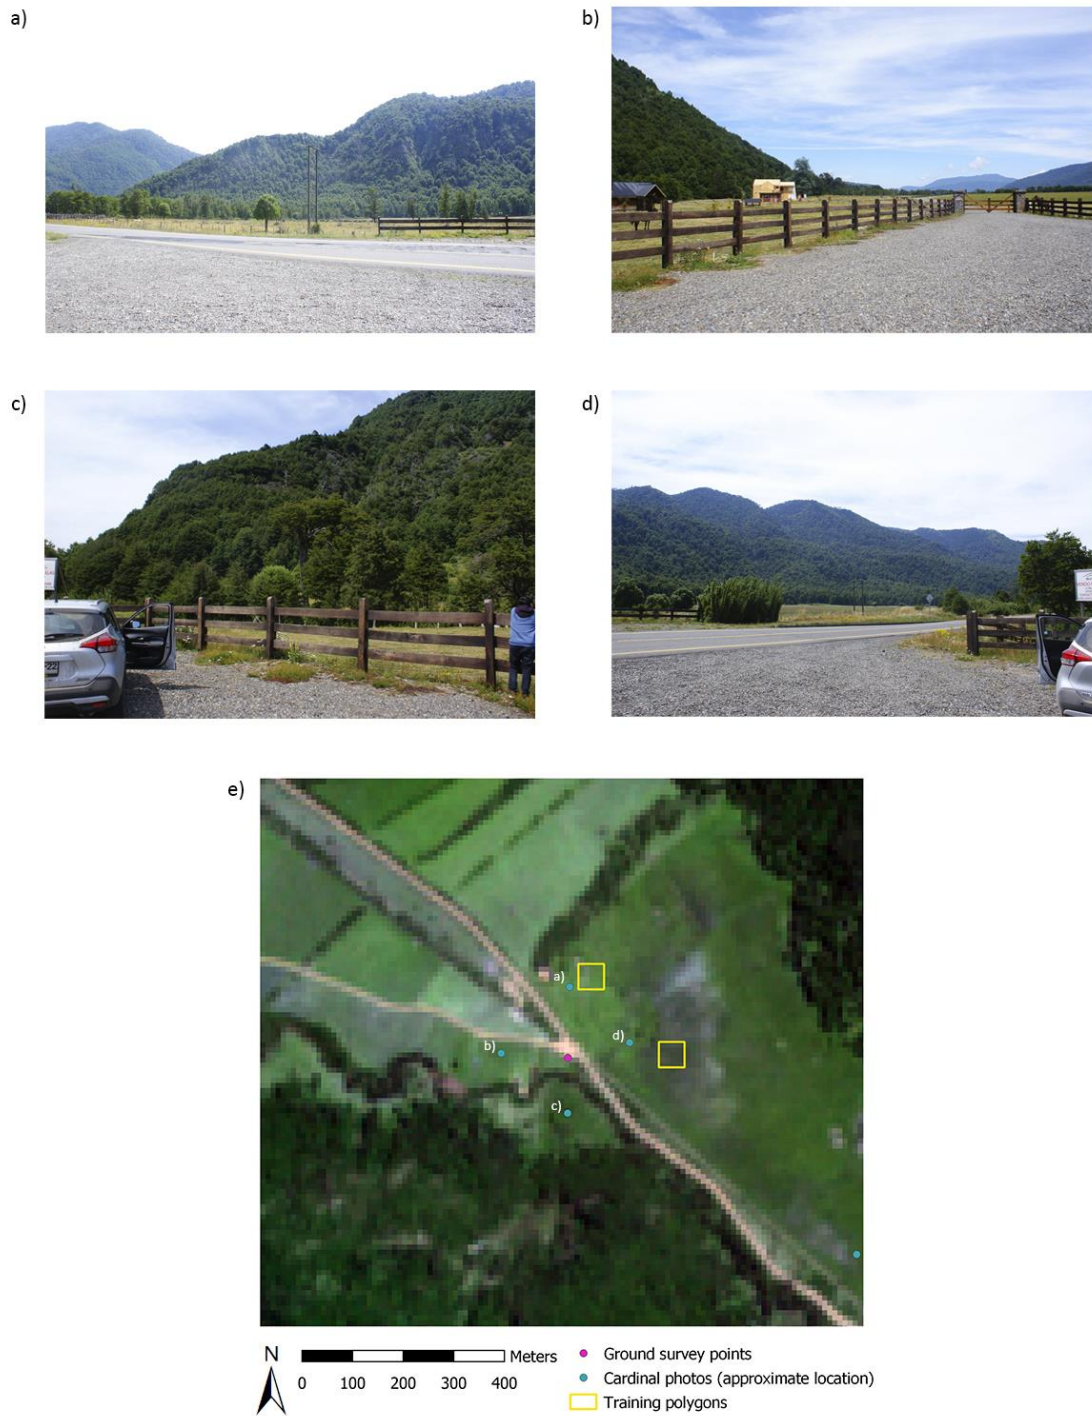 a)
b)
c)
d)
e)
a)
d)
b)
c)
N
Meters
0 100 200 300 400
Ground survey points
Cardinal photos (approximate location)
Training polygons